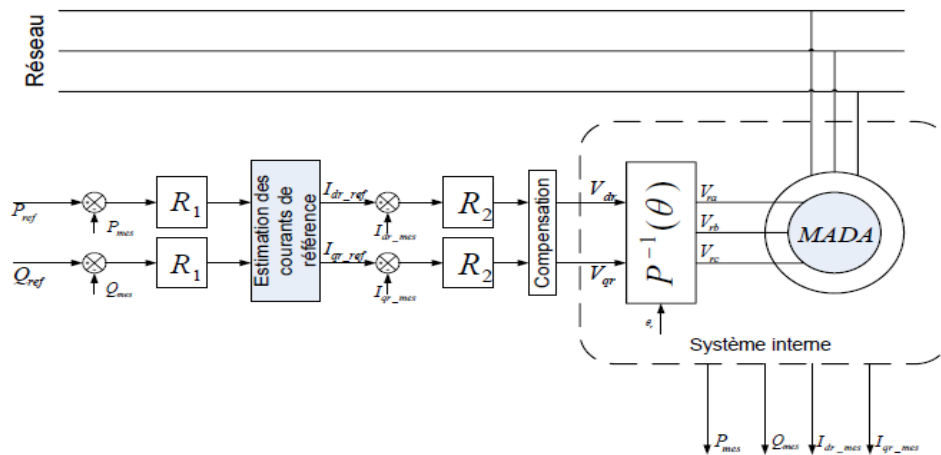 Réseau
P_ref
P_mes
R_1
Q_ref
Q_mes
R_1
Estimation des
courants de
référence
I_dr_ref
I_dr_mes
I_qr_ref
I_qr_mes
R_2
R_2
Compensation
V_dr
V_qr
P^-1(θ)
V_ra
V_rb
V_rc
MADA
Système interne
P_mes
Q_mes
I_dr_mes
I_qr_mes